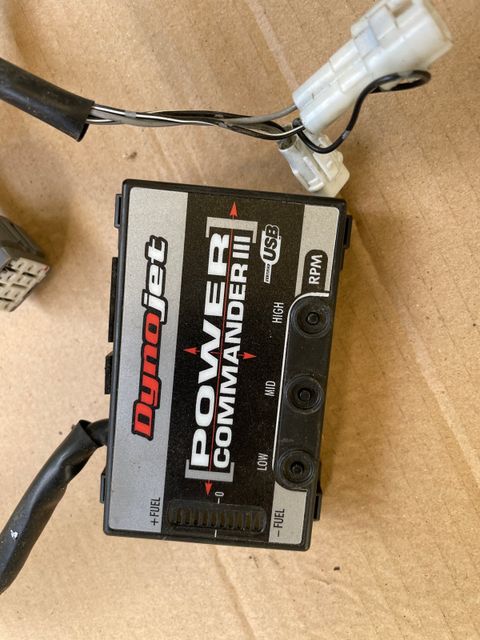 Dynojet
POWER
COMMANDER III
USB
RPM
LOW
MID
HIGH
+ FUEL
0
- FUEL